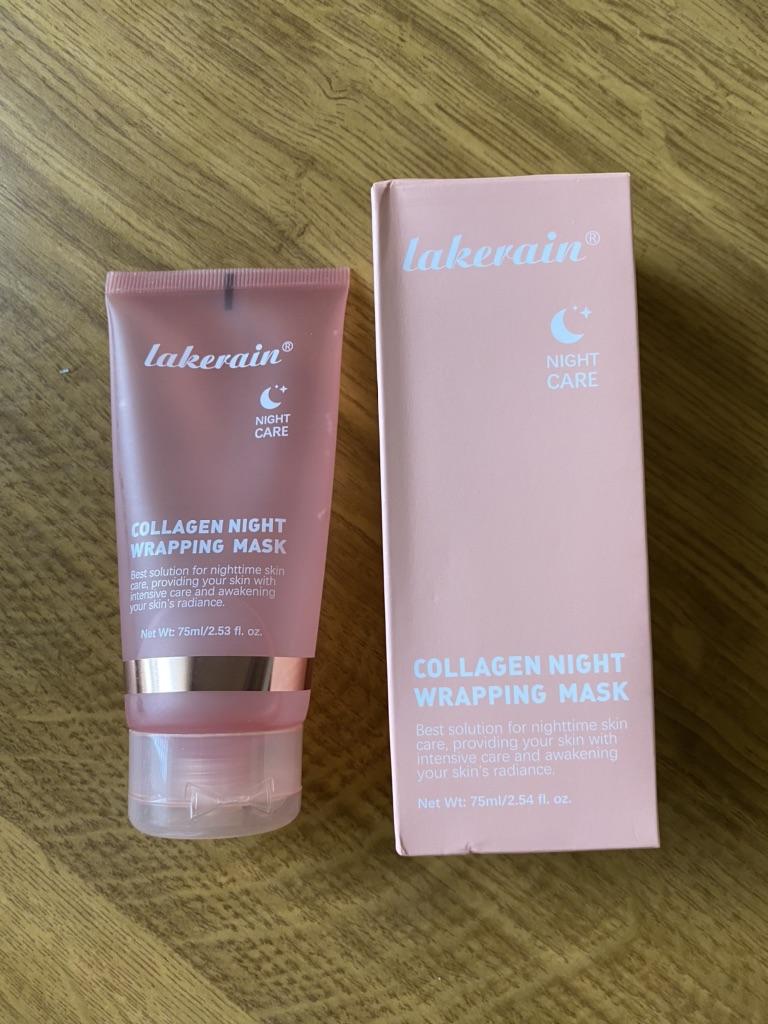 lakerain®
NIGHT
CARE
COLLAGEN NIGHT
WRAPPING MASK
Best solution for nighttime skin
care, providing your skin with
intensive care and awakening
your skin's radiance.
Net Wt: 75ml/2.53 fl. oz.
lakerain®
NIGHT
CARE
COLLAGEN NIGHT
WRAPPING MASK
Best solution for nighttime skin
care, providing your skin with
intensive care and awakening
your skin's radiance.
Net Wt: 75ml/2.54 fl. oz.